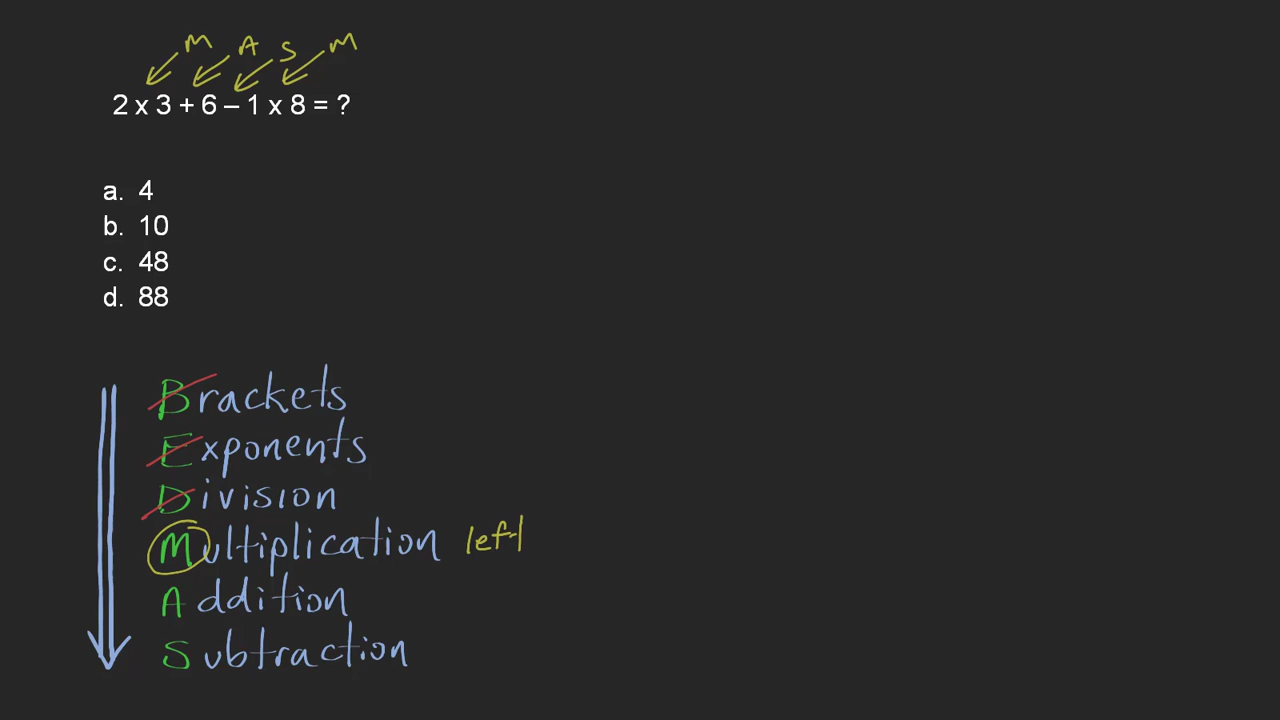 M A S M
2 x 3 + 6 – 1 x 8 = ?
a. 4
b. 10
c. 48
d. 88
Brackets
Exponents
Division
Multiplication left
Addition
Subtraction